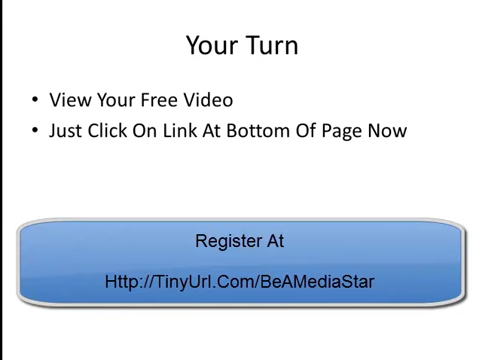 Your Turn
• View Your Free Video
• Just Click On Link At Bottom Of Page Now
Register At
Http://TinyUrl.Com/BeAMediaStar